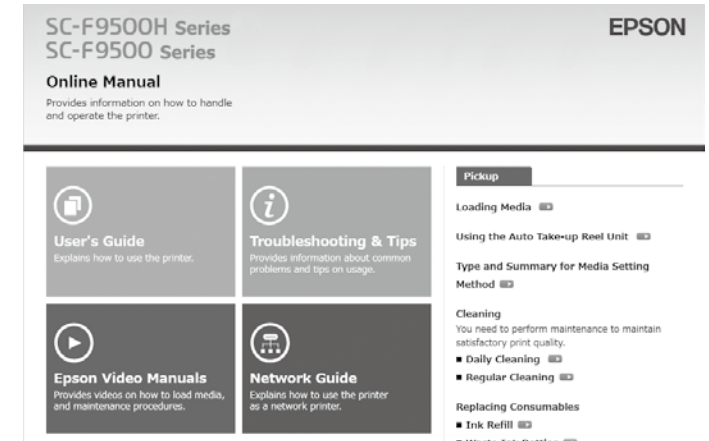 SC-F9500H Series
SC-F9500 Series
EPSON
Online Manual
Provides information on how to handle
and operate the printer.
User's Guide
Explains how to use the printer.
Troubleshooting & Tips
Provides information about common
problems and tips on usage.
Epson Video Manuals
Provides videos on how to load media,
and maintenance procedures.
Network Guide
Explains how to use the printer
as a network printer.
Pickup
Loading Media
Using the Auto Take-up Reel Unit
Type and Summary for Media Setting
Method
Cleaning
You need to perform maintenance to maintain
satisfactory print quality.
■ Daily Cleaning
■ Regular Cleaning
Replacing Consumables
■ Ink Refill